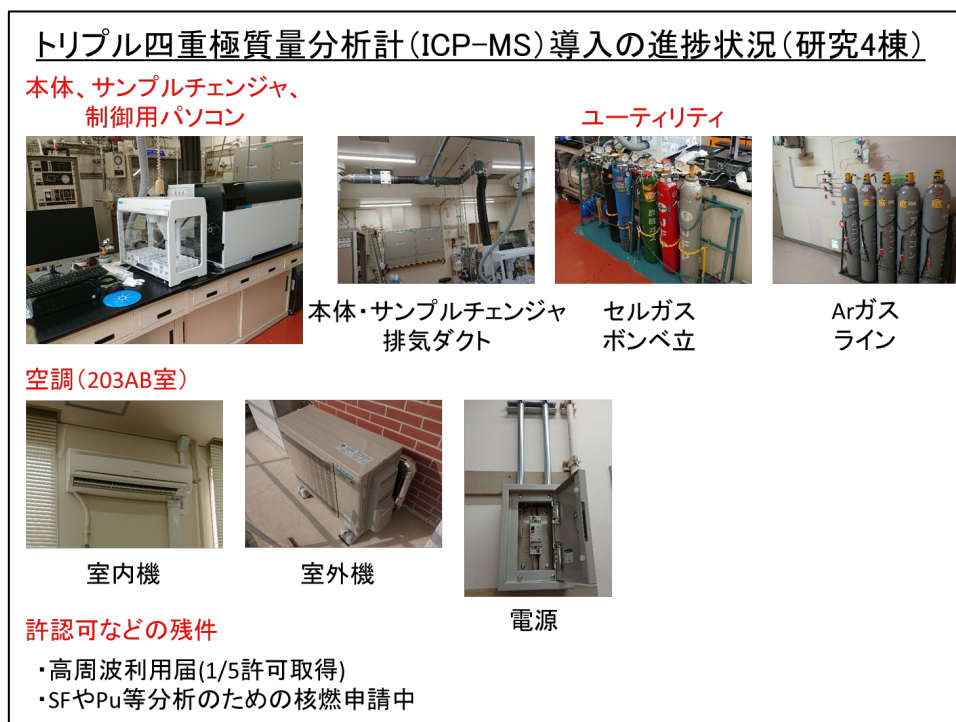 トリプル四重極質量分析計(ICP-MS)導入の進捗状況(研究4棟)
本体、サンプルチェンジャ、
制御用パソコン
ユーティリティ
本体・サンプルチェンジャ
排気ダクト
セルガス
ボンベ立
Arガス
ライン
空調(203AB室)
室内機
室外機
電源
許認可などの残件
・高周波利用届(1/5許可取得)
・SFやPu等分析のための核燃申請中